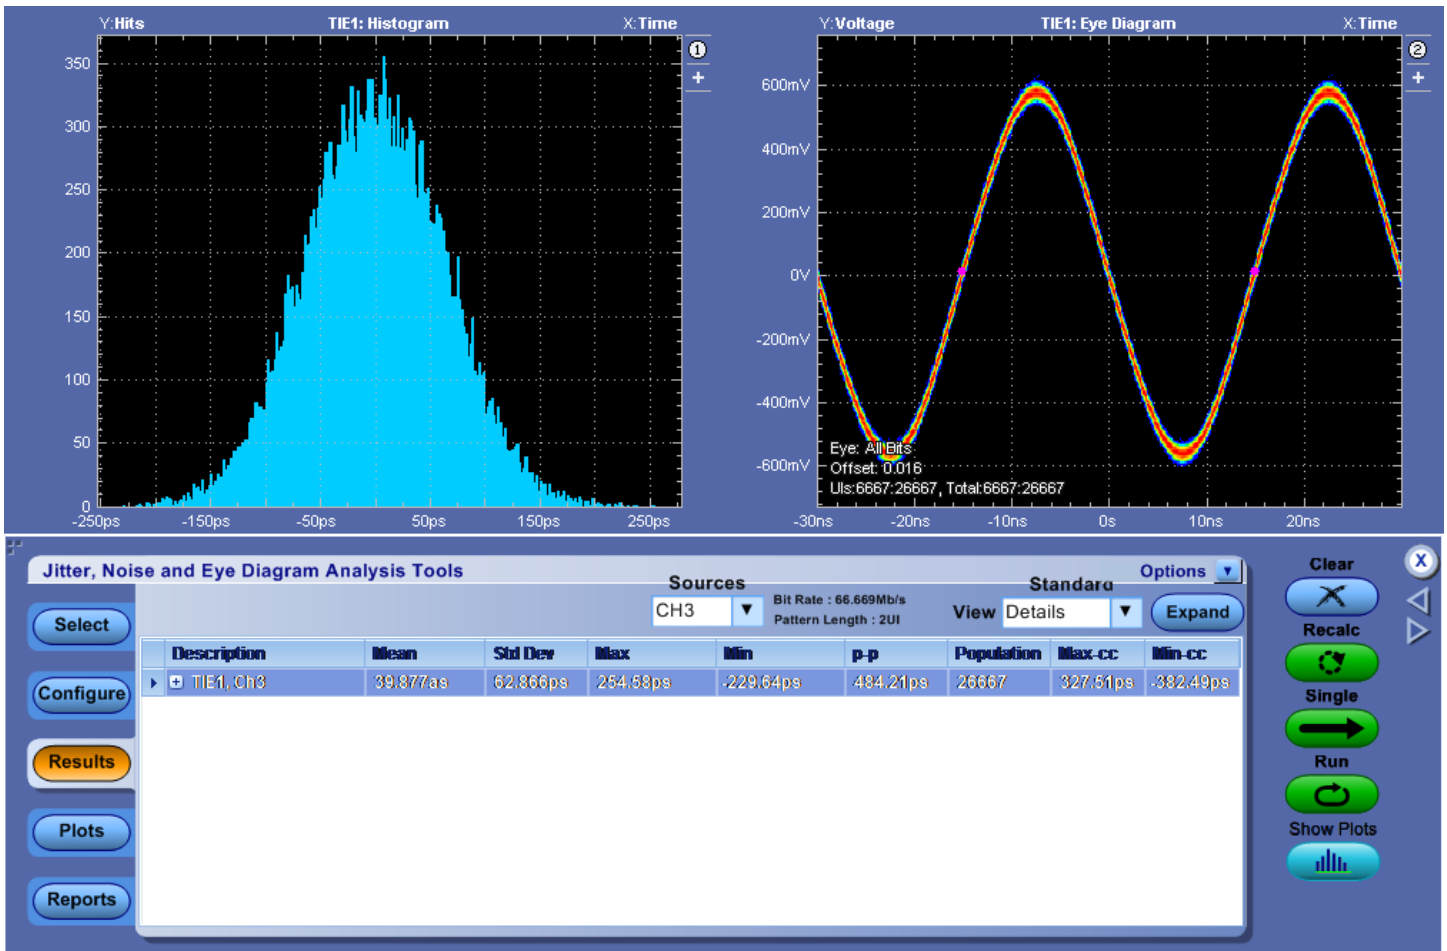 Y:Hits TIE1: Histogram X:Time
①
+
350
300
250
200
150
100
50
0
-250ps -150ps -50ps 50ps 150ps 250ps
Y:Voltage TIE1: Eye Diagram X:Time
②
+
600mV
400mV
200mV
0V
-200mV
-400mV
-600mV
Eye: All Bits
Offset: 0.016
UIs:6667:26667, Total:6667:26667
-30ns -20ns -10ns 0s 10ns 20ns
Jitter, Noise and Eye Diagram Analysis Tools
Options
Clear
X
Sources
Standard
CH3
Bit Rate : 66.669Mb/s
Pattern Length : 2UI
View Details
Expand
Select
Configure
Results
Plots
Reports
Description Mean Std Dev Max Min p-p Population Max-cc Min-cc
TIE1, Ch3 39.877as 62.866ps 254.58ps -229.64ps 484.21ps 26667 327.51ps -382.49ps
Recalc
Single
Run
Show Plots